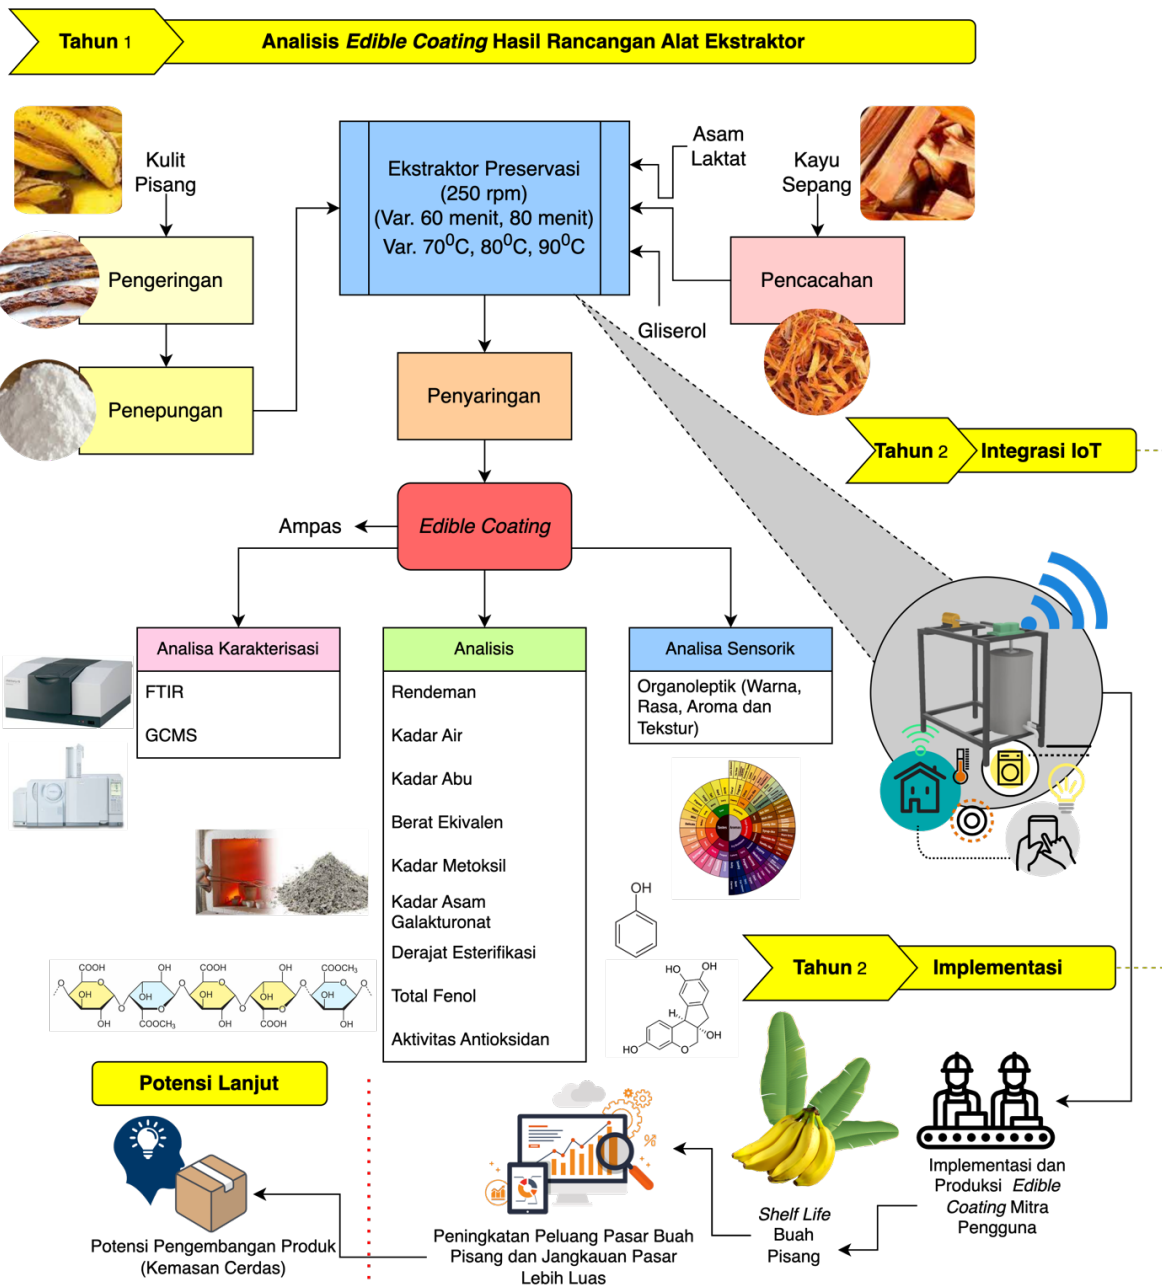 Tahun 1
Analisis Edible Coating Hasil Rancangan Alat Ekstraktor
Kulit
Pisang
Pengeringan
Penepungan
Ekstraktor Preservasi
(250 rpm)
(Var. 60 menit, 80 menit)
Var. 70⁰C, 80⁰C, 90⁰C
Asam
Laktat
Kayu
Sepang
Pencacahan
Gliserol
Penyaringan
Tahun 2
Integrasi IoT
Ampas
Edible Coating
Analisa Karakterisasi
FTIR
GCMS
Analisis
Rendeman
Kadar Air
Kadar Abu
Berat Ekivalen
Kadar Metoksil
Kadar Asam
Galakturonat
Derajat Esterifikasi
Total Fenol
Aktivitas Antioksidan
Analisa Sensorik
Organoleptik (Warna,
Rasa, Aroma dan
Tekstur)
OH
COOH OH COOH OH COOCH₃
O OH O OH O OH O OH O OH O
OH COOCH₃ OH COOH OH
HO OH
H
OH
HO O
Tahun 2
Implementasi
Implementasi dan
Produksi Edible
Coating Mitra
Pengguna
Shelf Life
Buah
Pisang
%
Peningkatan Peluang Pasar Buah
Pisang dan Jangkauan Pasar
Lebih Luas
Potensi Lanjut
Potensi Pengembangan Produk
(Kemasan Cerdas)